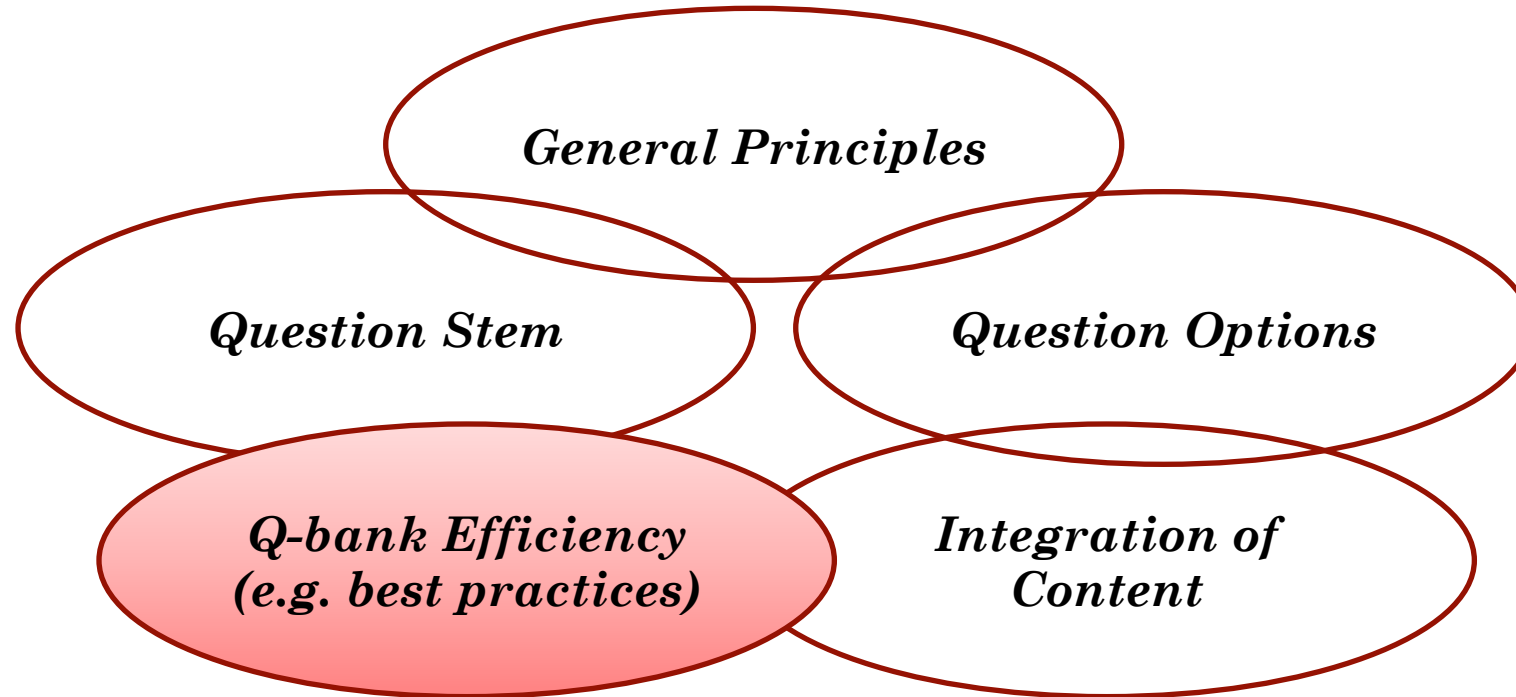 General Principles
Question Stem
Question Options
Q-bank Efficiency
(e.g. best practices)
Integration of
Content